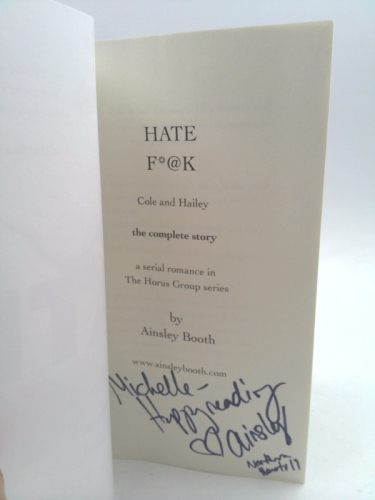 HATE
F*@K
Cole and Hailey
the complete story
a serial romance in
The Horus Group series
by
Ainsley Booth
www.ainsleybooth.com
Michelle-
Happy reading
♡ Ainsley
17